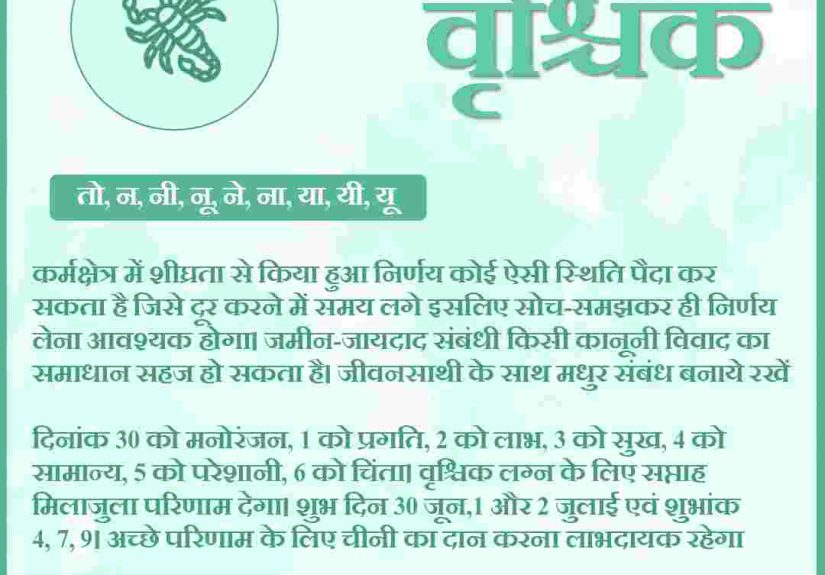 वृश्चिक
तो, न, नी, नू, ने, ना, या, यी, यू
कर्मक्षेत्र में शीघ्रता से किया हुआ निर्णय कोई ऐसी स्थिति पैदा कर
सकता है जिसे दूर करने में समय लगे इसलिए सोच-समझकर ही निर्णय
लेना आवश्यक होगा। जमीन-जायदाद संबंधी किसी कानूनी विवाद का
समाधान सहज हो सकता है। जीवनसाथी के साथ मधुर संबंध बनाये रखें
दिनांक 30 को मनोरंजन, 1 को प्रगति, 2 को लाभ, 3 को सुख, 4 को
सामान्य, 5 को परेशानी, 6 को चिंता। वृश्चिक लग्न के लिए सप्ताह
मिलाजुला परिणाम देगा। शुभ दिन 30 जून,1 और 2 जुलाई एवं शुभांक
4, 7, 9। अच्छे परिणाम के लिए चीनी का दान करना लाभदायक रहेगा